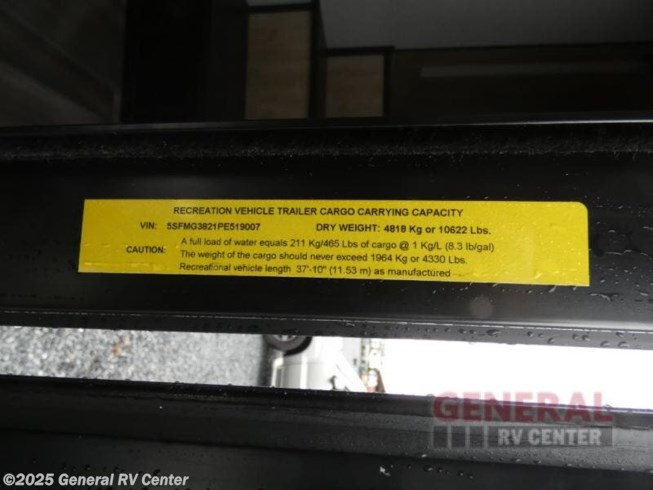 RECREATION VEHICLE TRAILER CARGO CARRYING CAPACITY
VIN: 5SFMG3821PE519007 DRY WEIGHT: 4818 Kg or 10622 Lbs.
CAUTION: A full load of water equals 211 Kg/465 Lbs of cargo @ 1 Kg/L (8.3 lb/gal)
The weight of the cargo should never exceed 1964 Kg or 4330 Lbs.
Recreational vehicle length 37'-10" (11.53 m) as manufactured
GENERAL
RV CENTER
©2025 General RV Center